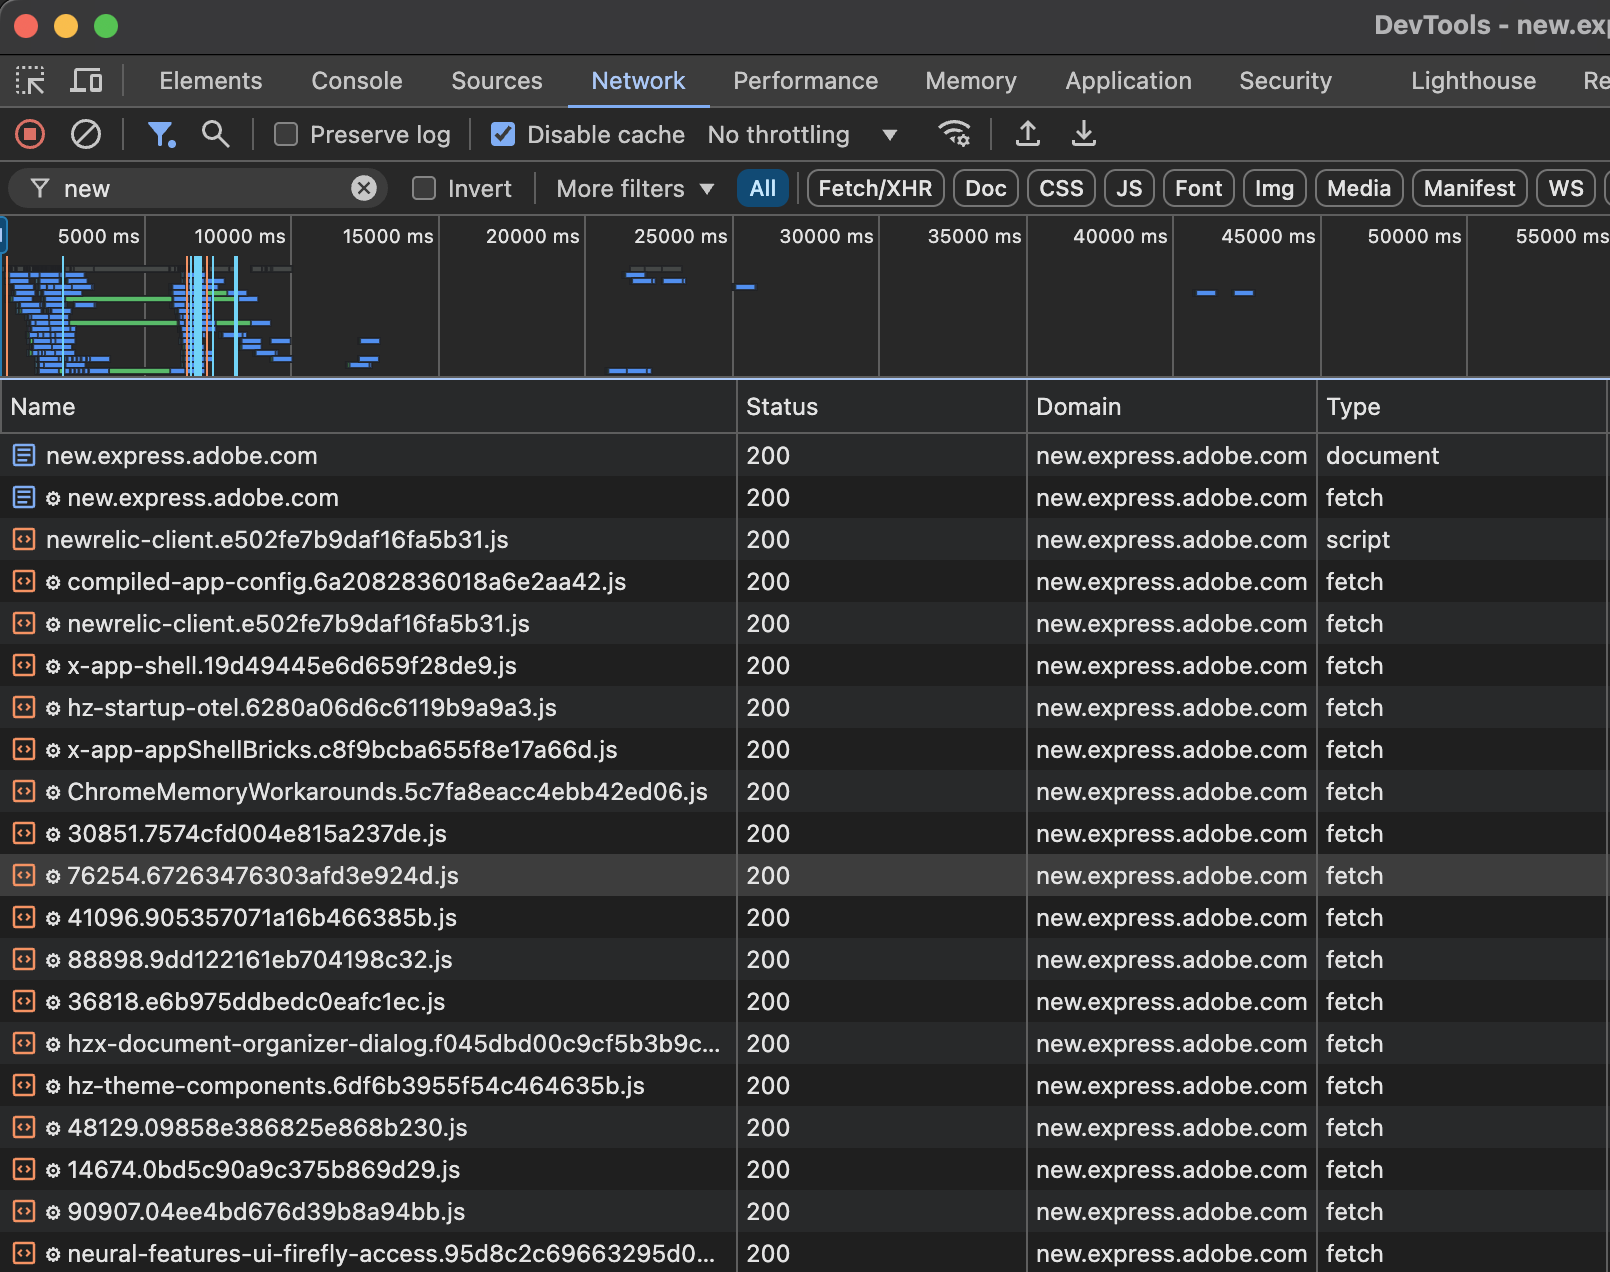 DevTools - new.exp
Elements Console Sources Network Performance Memory Application Security Lighthouse Re
Preserve log Disable cache No throttling
new Invert More filters All Fetch/XHR Doc CSS JS Font Img Media Manifest WS
5000 ms 10000 ms 15000 ms 20000 ms 25000 ms 30000 ms 35000 ms 40000 ms 45000 ms 50000 ms 55000 ms
Name Status Domain Type
new.express.adobe.com 200 new.express.adobe.com document
new.express.adobe.com 200 new.express.adobe.com fetch
newrelic-client.e502fe7b9daf16fa5b31.js 200 new.express.adobe.com script
compiled-app-config.6a2082836018a6e2aa42.js 200 new.express.adobe.com fetch
newrelic-client.e502fe7b9daf16fa5b31.js 200 new.express.adobe.com fetch
x-app-shell.19d49445e6d659f28de9.js 200 new.express.adobe.com fetch
hz-startup-otel.6280a06d6c6119b9a9a3.js 200 new.express.adobe.com fetch
x-app-appShellBricks.c8f9bcba655f8e17a66d.js 200 new.express.adobe.com fetch
ChromeMemoryWorkarounds.5c7fa8eacc4ebb42ed06.js 200 new.express.adobe.com fetch
30851.7574cfd004e815a237de.js 200 new.express.adobe.com fetch
76254.67263476303afd3e924d.js 200 new.express.adobe.com fetch
41096.905357071a16b466385b.js 200 new.express.adobe.com fetch
88898.9dd122161eb704198c32.js 200 new.express.adobe.com fetch
36818.e6b975ddbedc0eafc1ec.js 200 new.express.adobe.com fetch
hzx-document-organizer-dialog.f045dbd00c9cf5b3b9c... 200 new.express.adobe.com fetch
hz-theme-components.6df6b3955f54c464635b.js 200 new.express.adobe.com fetch
48129.09858e386825e868b230.js 200 new.express.adobe.com fetch
14674.0bd5c90a9c375b869d29.js 200 new.express.adobe.com fetch
90907.04ee4bd676d39b8a94bb.js 200 new.express.adobe.com fetch
neural-features-ui-firefly-access.95d8c2c69663295d0... 200 new.express.adobe.com fetch